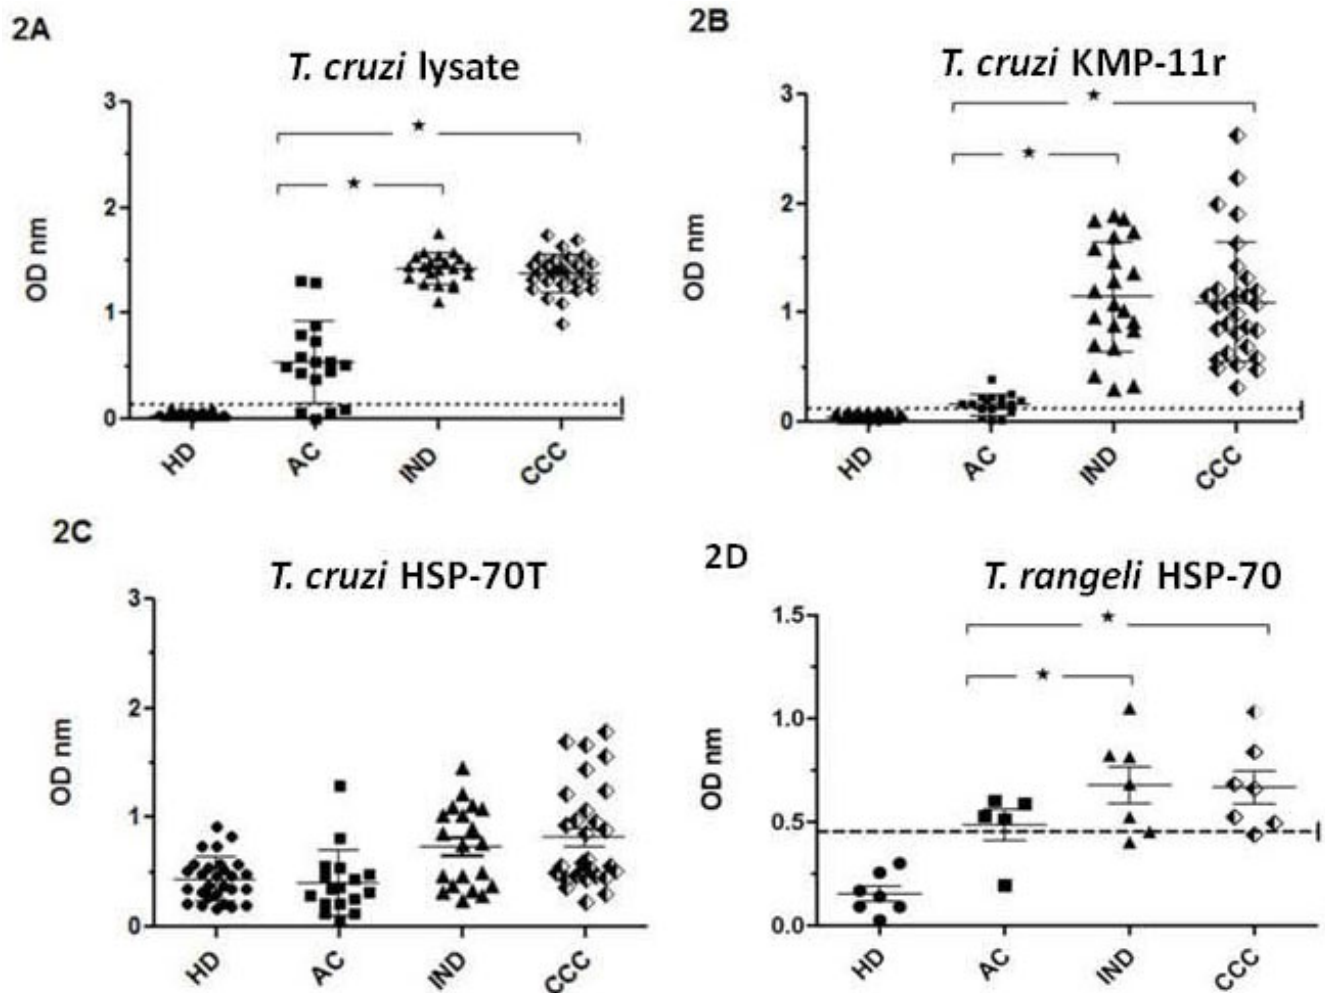 2A
T. cruzi lysate
3
2
1
0
OD nm
HD
AC
IND
CCC
2B
T. cruzi KMP-11r
3
2
1
0
OD nm
HD
AC
IND
CCC
2C
T. cruzi HSP-70T
3
2
1
0
OD nm
HD
AC
IND
CCC
2D
T. rangeli HSP-70
1.5
1.0
0.5
0.0
OD nm
HD
AC
IND
CCC